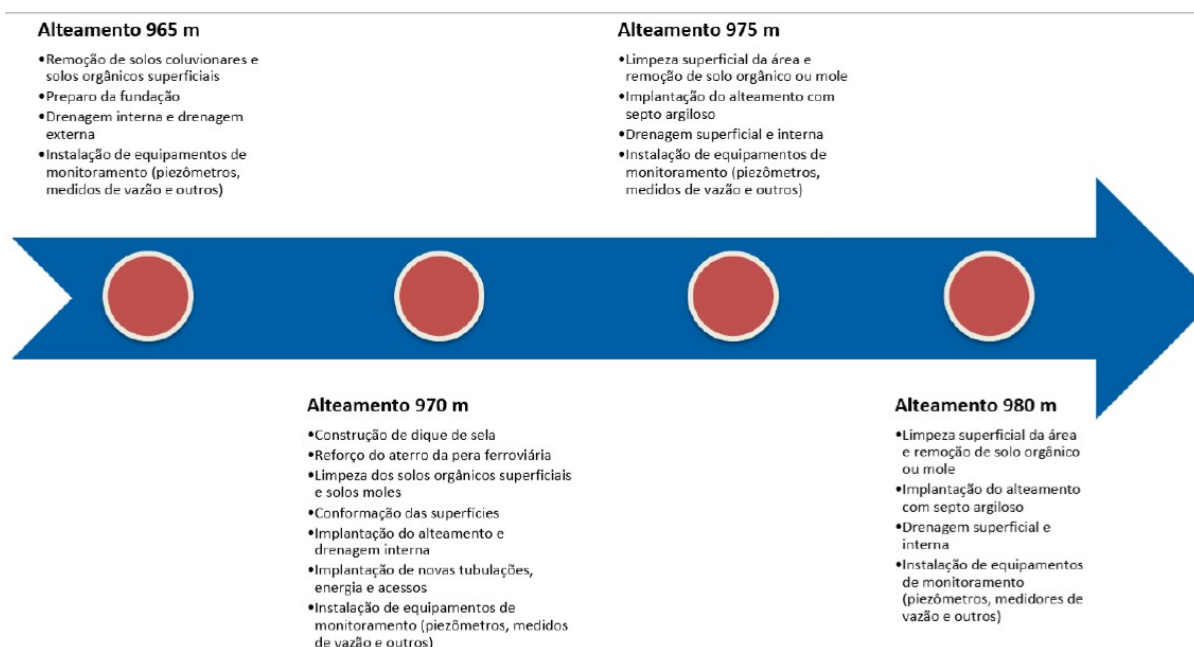 Alteamento 965 m
•Remoção de solos coluvionares e
solos orgânicos superficiais
•Preparo da fundação
•Drenagem interna e drenagem
externa
•Instalação de equipamentos de
monitoramento (piezômetros,
medidos de vazão e outros)
Alteamento 975 m
•Limpeza superficial da área e
remoção de solo orgânico ou mole
•Implantação do alteamento com
septo argiloso
•Drenagem superficial e interna
•Instalação de equipamentos de
monitoramento (piezômetros,
medidos de vazão e outros)
Alteamento 970 m
•Construção de dique de sela
•Reforço do aterro da pera ferroviária
•Limpeza dos solos orgânicos superficiais
e solos moles
•Conformação das superfícies
•Implantação do alteamento e
drenagem interna
•Implantação de novas tubulações,
energia e acessos
•Instalação de equipamentos de
monitoramento (piezômetros, medidos
de vazão e outros)
Alteamento 980 m
•Limpeza superficial da área
e remoção de solo orgânico
ou mole
•Implantação do alteamento
com septo argiloso
•Drenagem superficial e
interna
•Instalação de equipamentos
de monitoramento
(piezômetros, medidores de
vazão e outros)